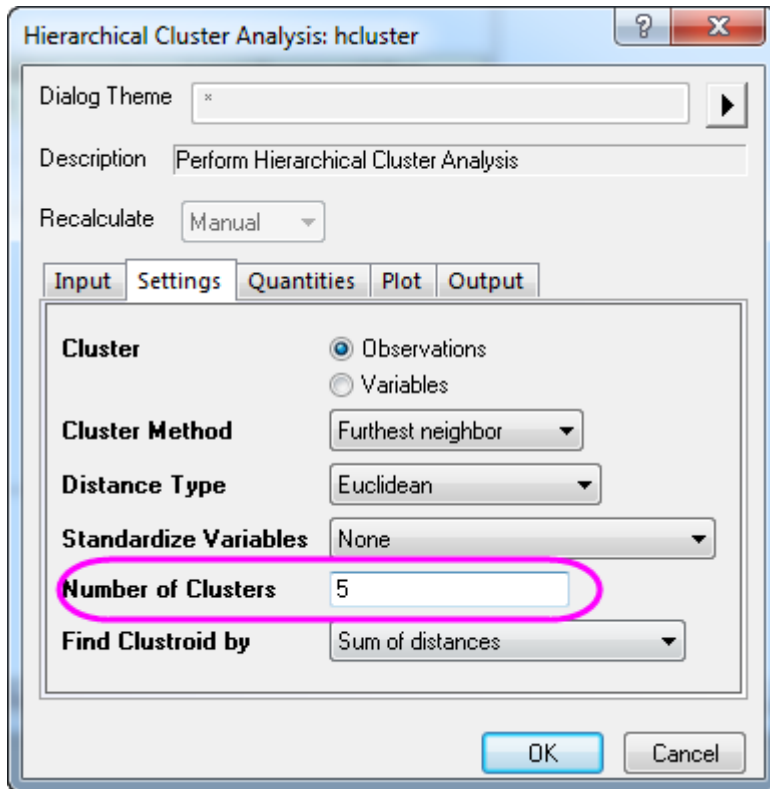 Hierarchical Cluster Analysis: hcluster
Dialog Theme *
Description Perform Hierarchical Cluster Analysis
Recalculate Manual
Input Settings Quantities Plot Output
Cluster Observations
Variables
Cluster Method Furthest neighbor
Distance Type Euclidean
Standardize Variables None
Number of Clusters 5
Find Clustroid by Sum of distances
OK Cancel